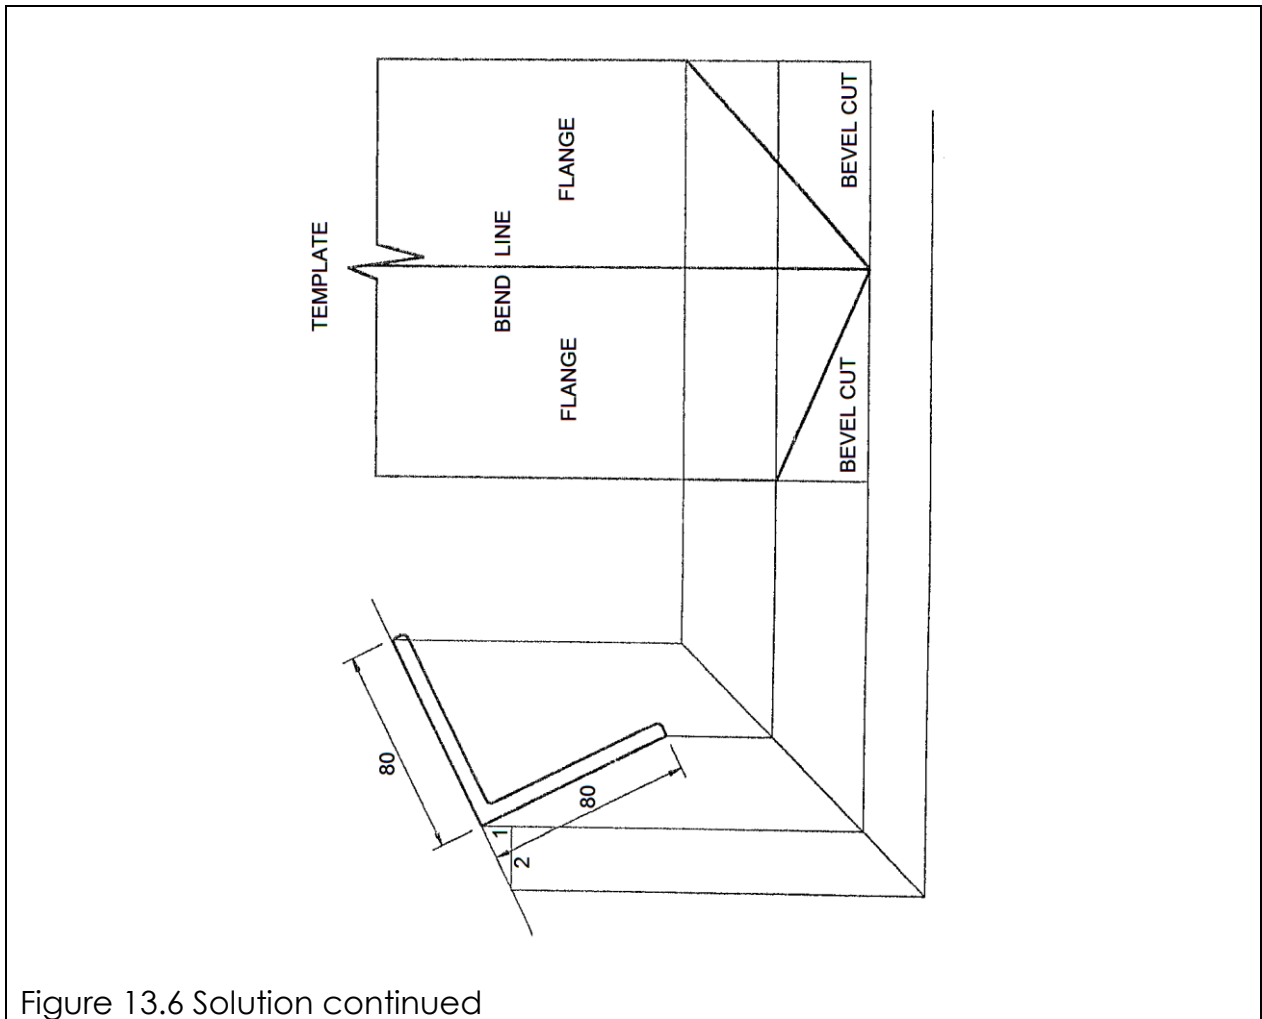 TEMPLATE
FLANGE
BEND LINE
FLANGE
BEVEL CUT
BEVEL CUT
80
80
1
2
Figure 13.6 Solution continued